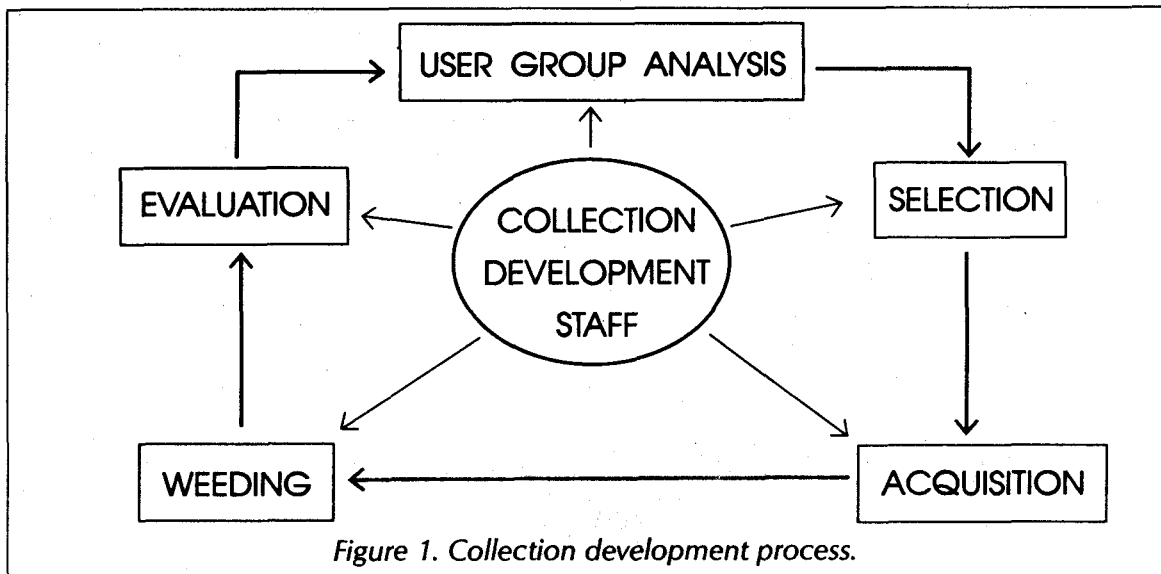 USER GROUP ANALYSIS
EVALUATION
SELECTION
COLLECTION
DEVELOPMENT
STAFF
WEEDING
ACQUISITION
Figure 1. Collection development process.